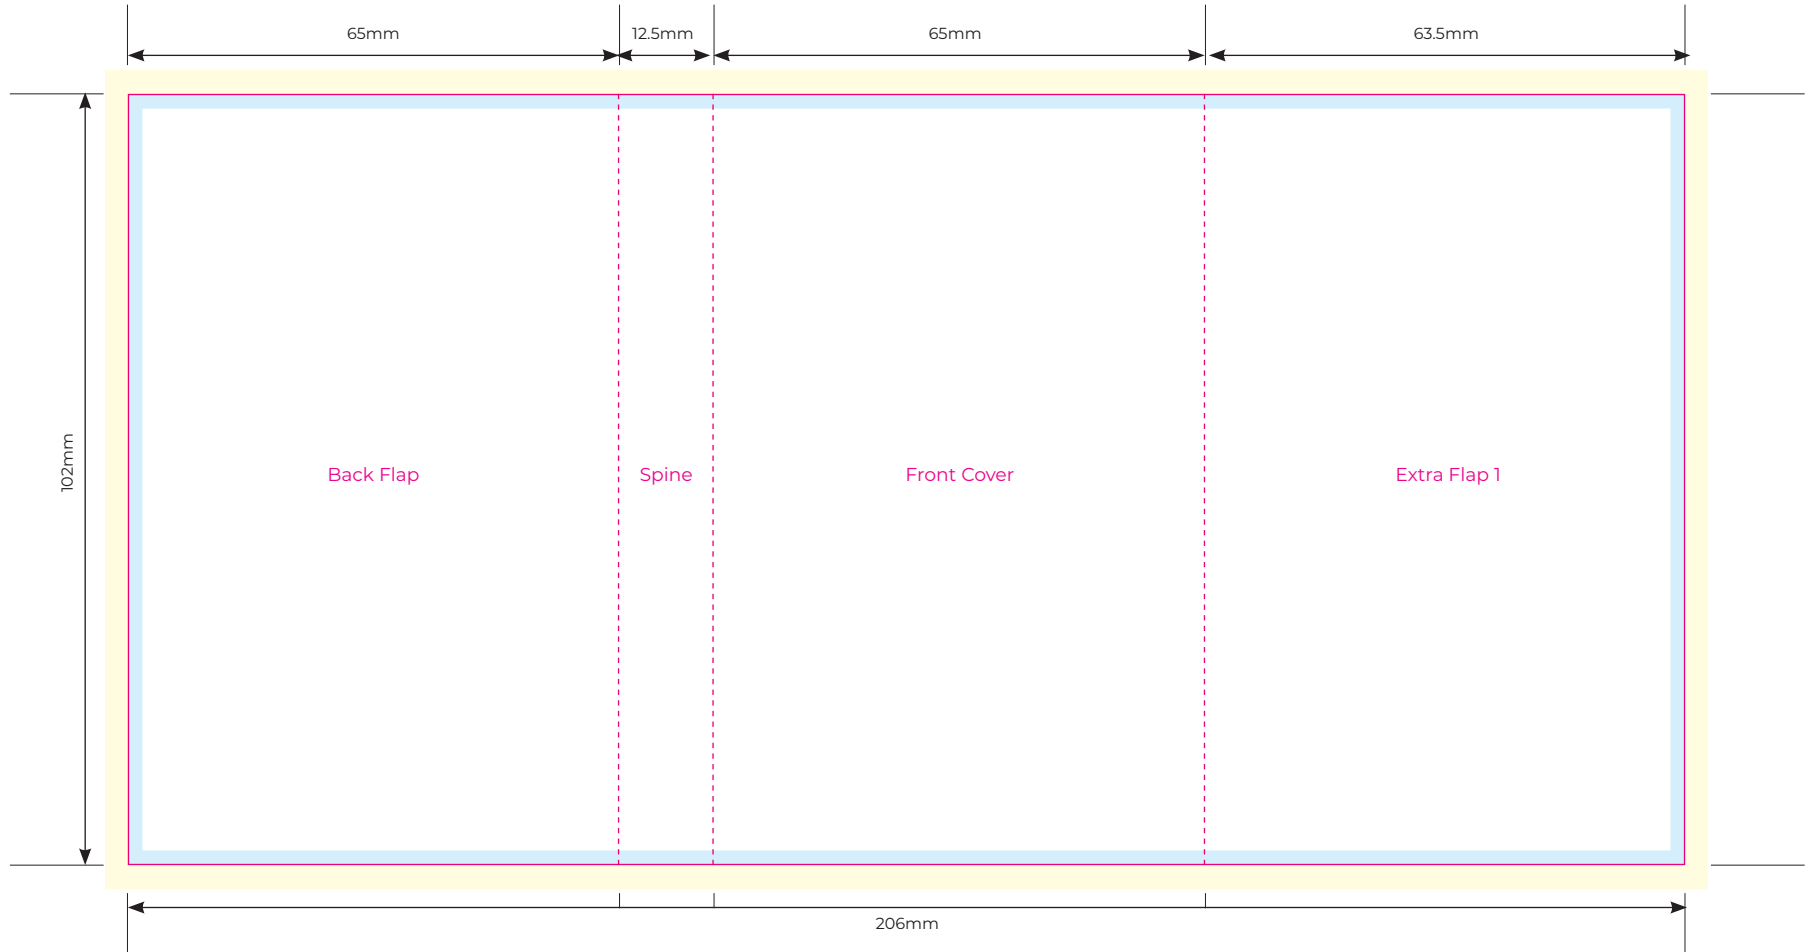 65mm
12.5mm
65mm
63.5mm
102mm
Back Flap
Spine
Front Cover
Extra Flap 1
206mm